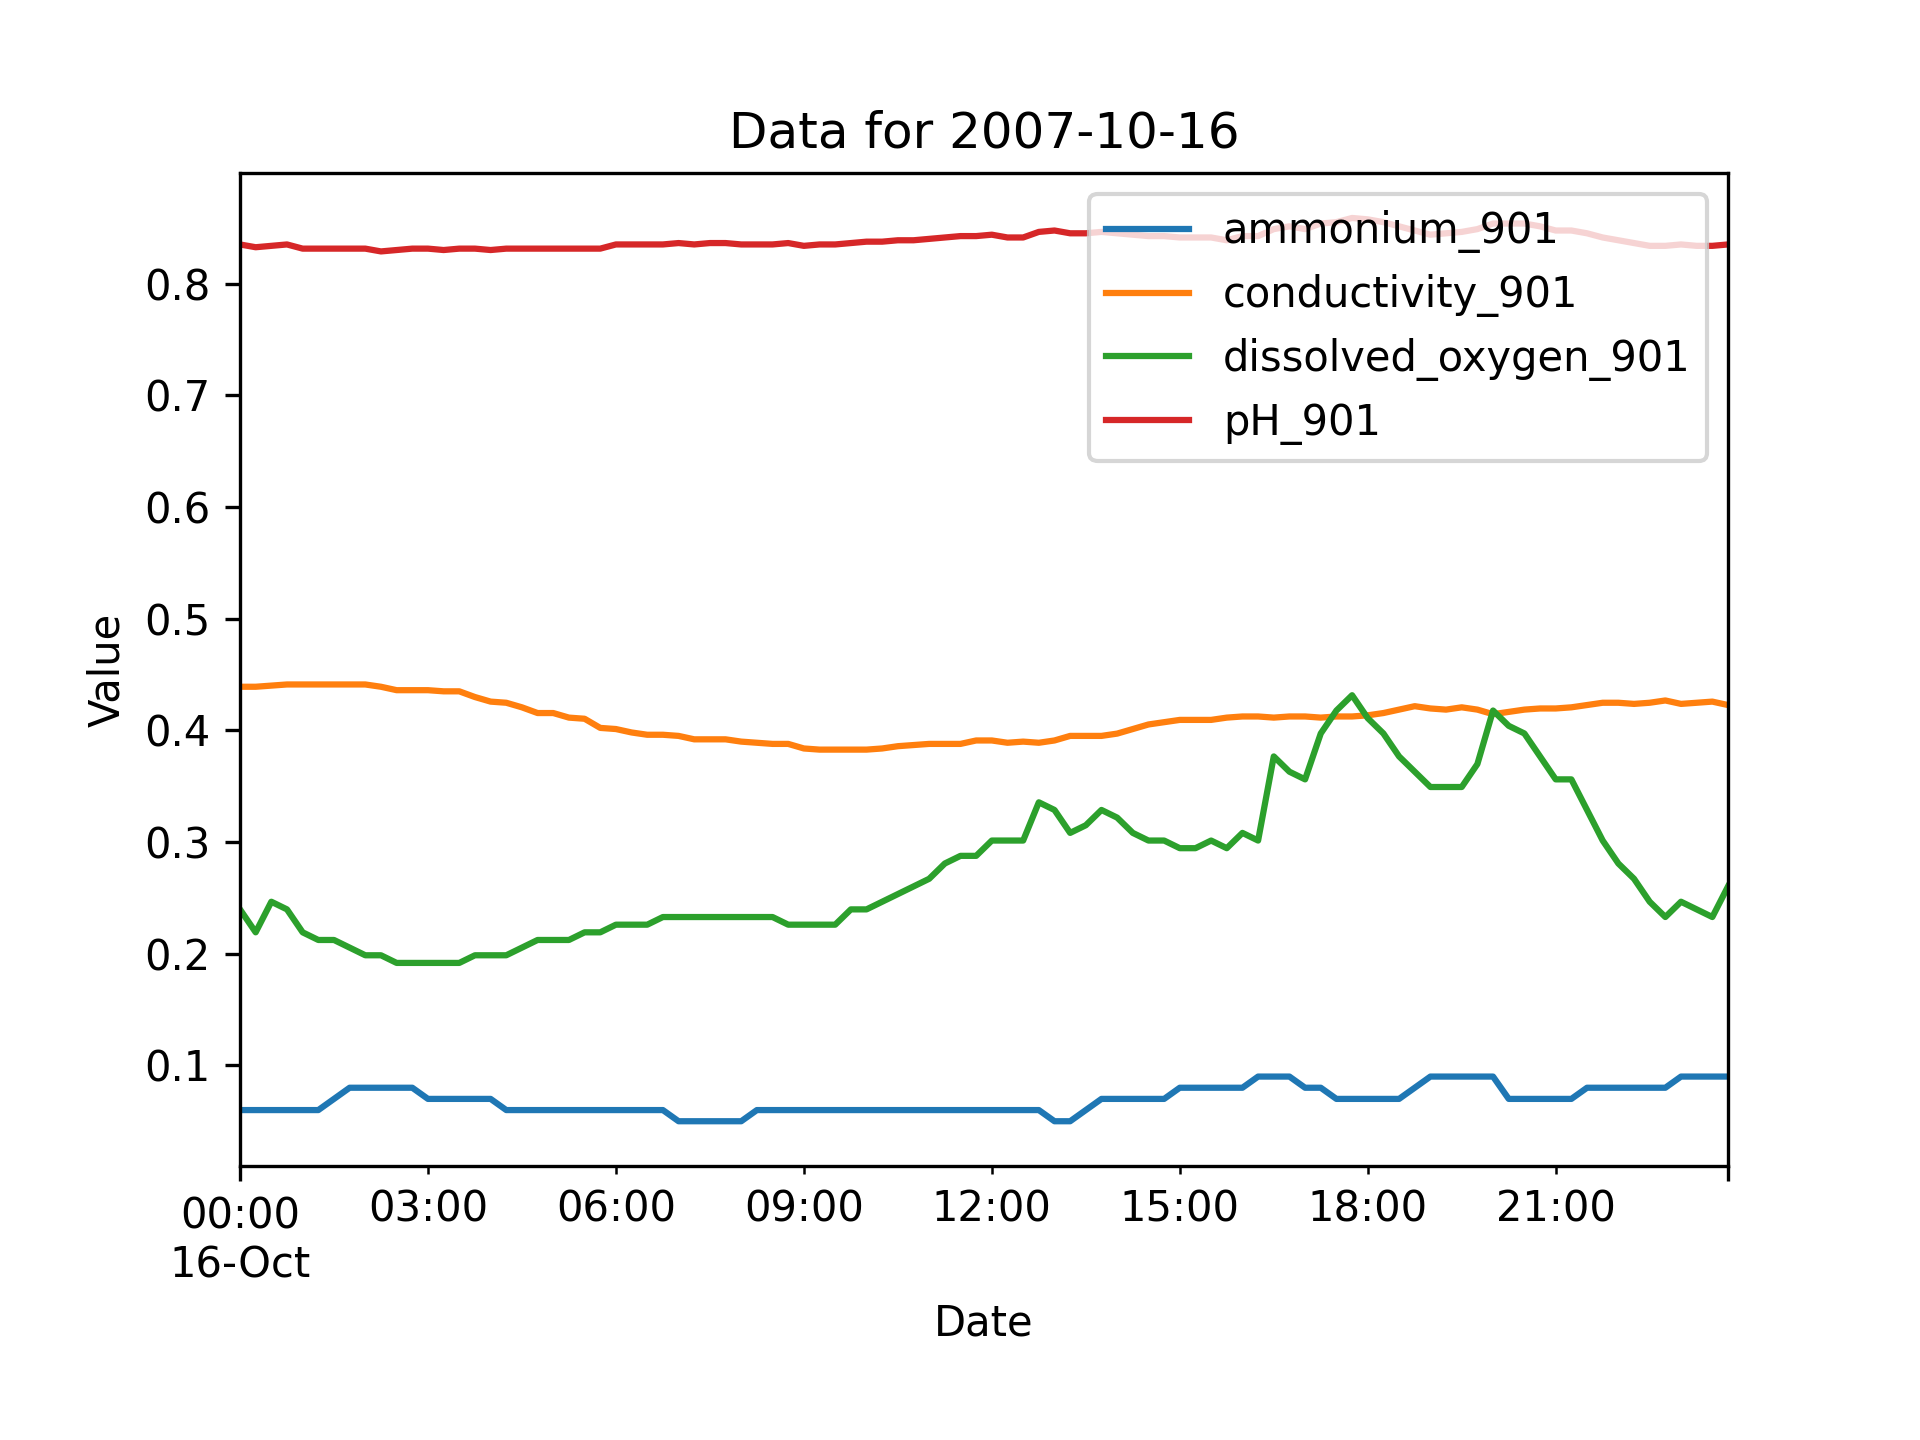 Data for 2007-10-16
ammonium_901
conductivity_901
dissolved_oxygen_901
pH_901
Value
0.8
0.7
0.6
0.5
0.4
0.3
0.2
0.1
00:00 03:00 06:00 09:00 12:00 15:00 18:00 21:00
16-Oct
Date